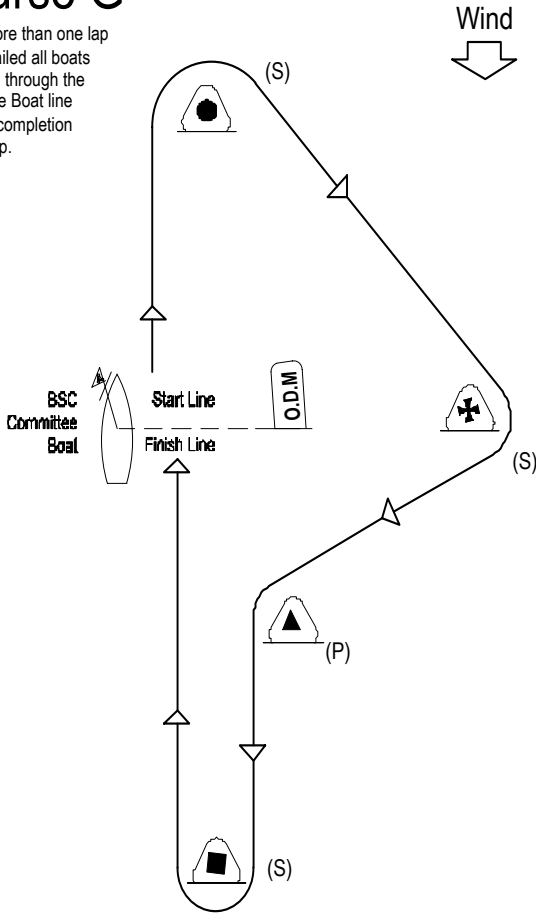 ore than one lap
ailed all boats
through the
e Boat line
completion
p.
Wind
(S)
BSC
Committee
Boat
Start Line
Finish Line
O.D.M
(S)
(P)
(S)